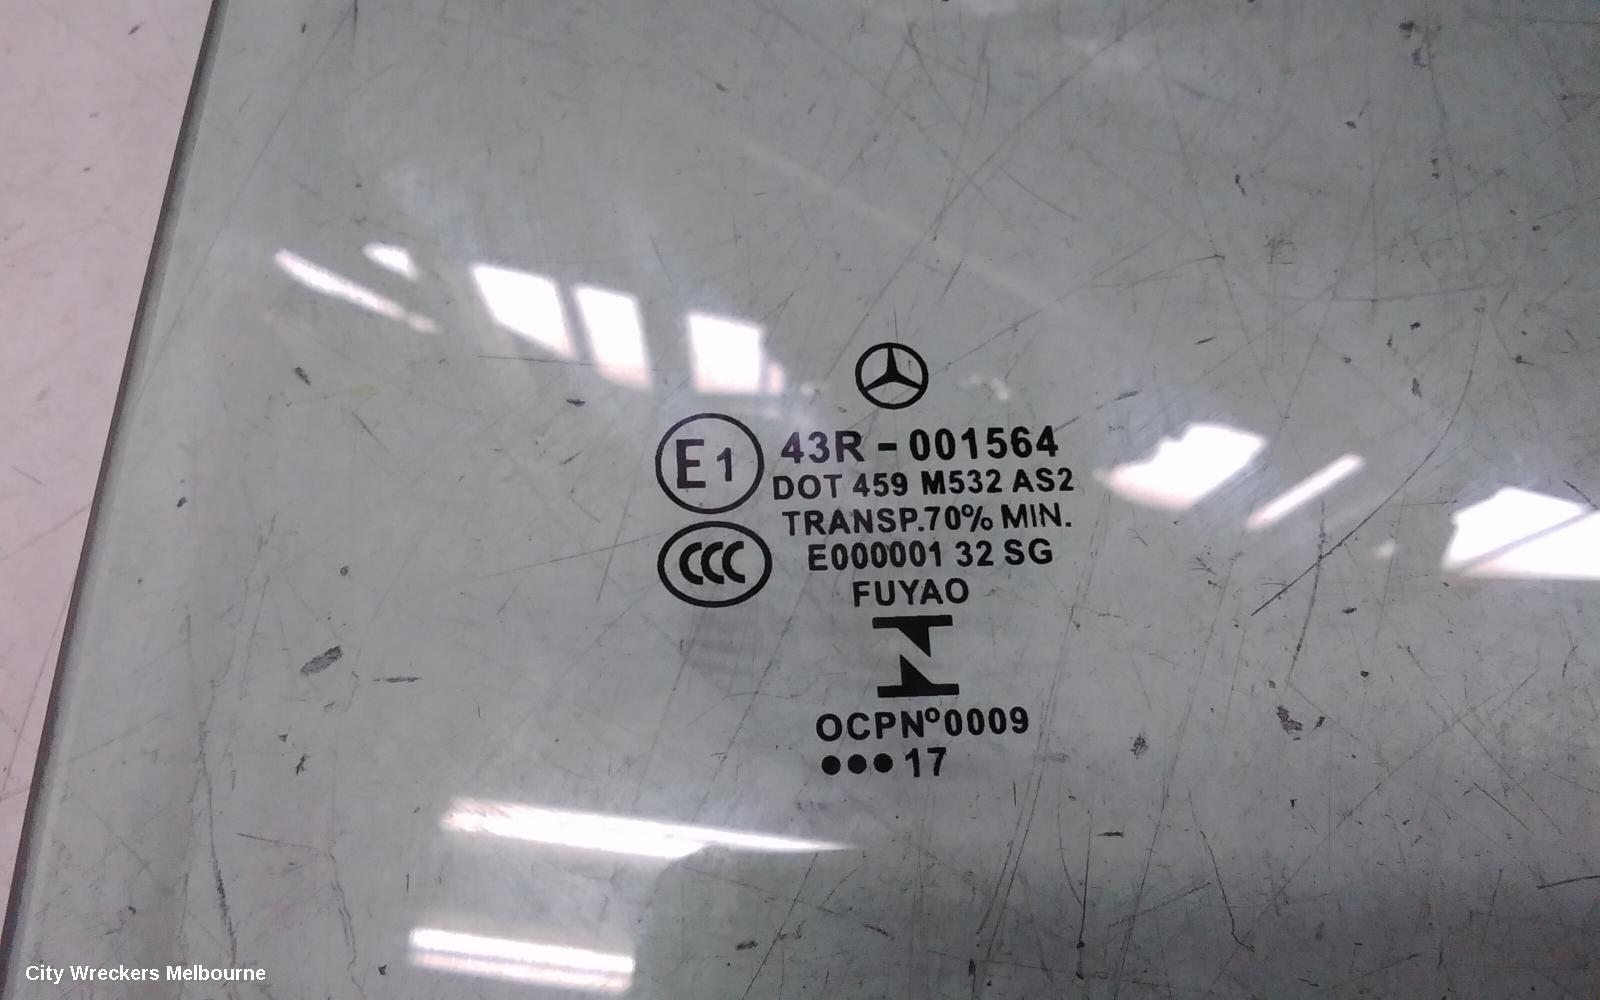 E1
43R - 001564
DOT 459 M532 AS2
TRANSP.70% MIN.
CCC
E000001 32 SG
FUYAO
OCPNº0009
•••17
City Wreckers Melbourne